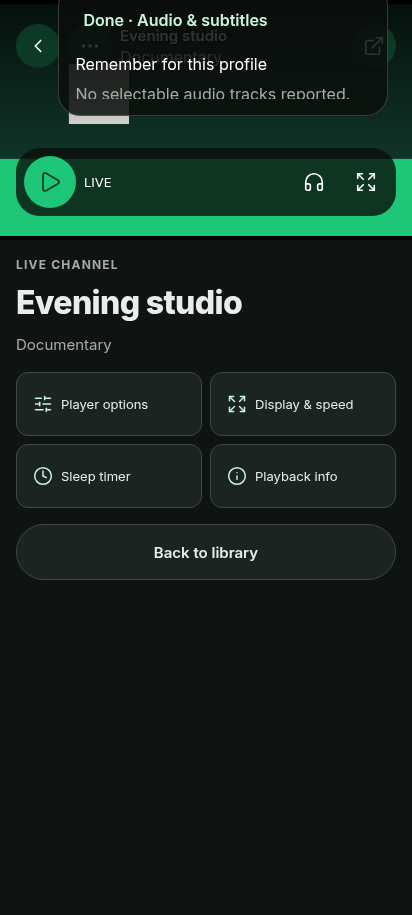 Done · Audio & subtitles
Evening studio
Documentary
Remember for this profile
No selectable audio tracks reported.
LIVE
LIVE CHANNEL
Evening studio
Documentary
Player options
Display & speed
Sleep timer
Playback info
Back to library